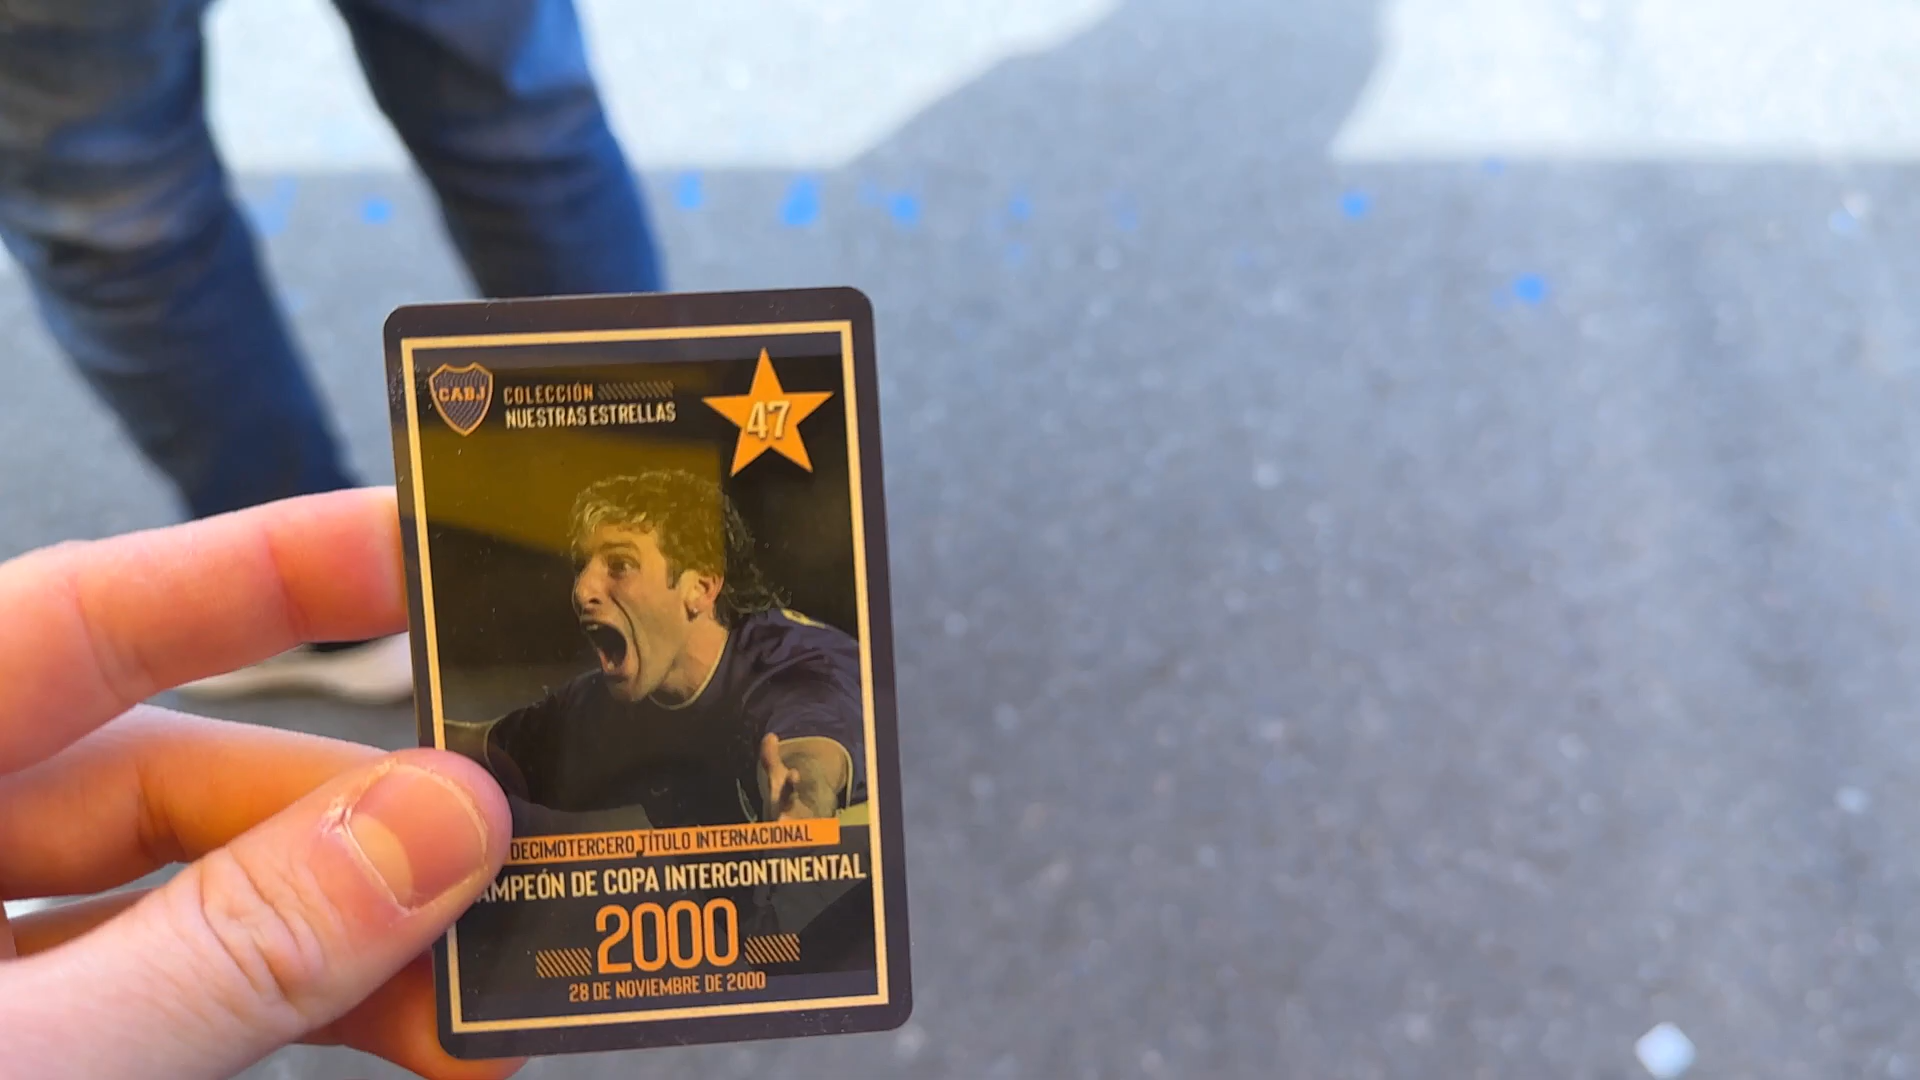 CABJ
COLECCIÓN
NUESTRAS ESTRELLAS
47
DECIMOTERCERO TÍTULO INTERNACIONAL
AMPEÓN DE COPA INTERCONTINENTAL
2000
28 DE NOVIEMBRE DE 2000